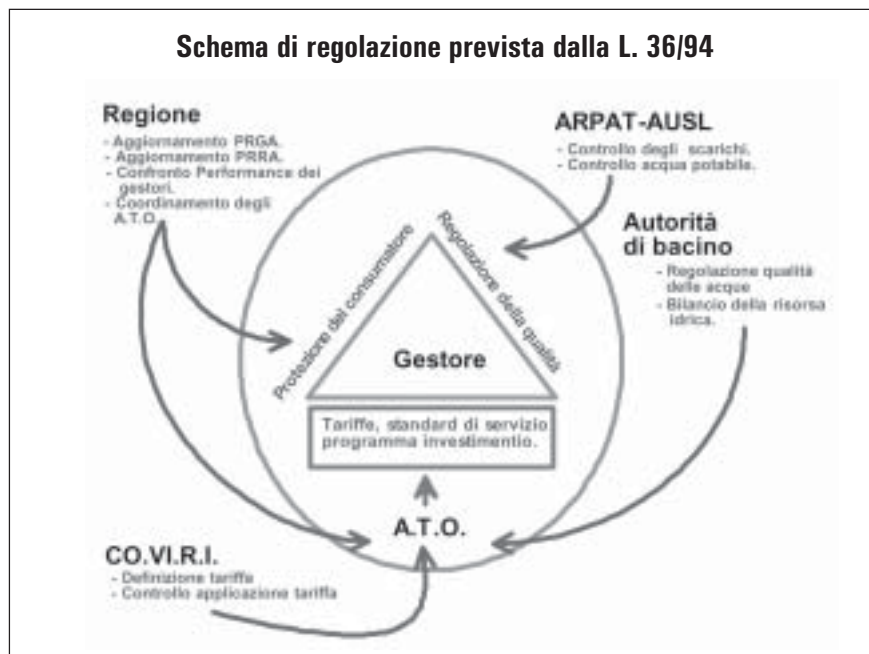 Schema di regolazione prevista dalla L. 36/94
Regione
- Aggiornamento PRGA.
- Aggiornamento PRRA.
- Confronto Performance dei
gestori.
- Coordinamento degli
A.T.O.
ARPAT-AUSL
- Controllo degli scarichi.
- Controllo acqua potabile.
Autorità
di bacino
- Regolazione qualità
delle acque
- Bilancio della risorsa
idrica.
Protezione del consumatore
Regolazione della qualità
Gestore
Tariffe, standard di servizio
programma investimentio.
A.T.O.
CO.VI.R.I.
- Definizione tariffa
- Controllo applicazione tariffa